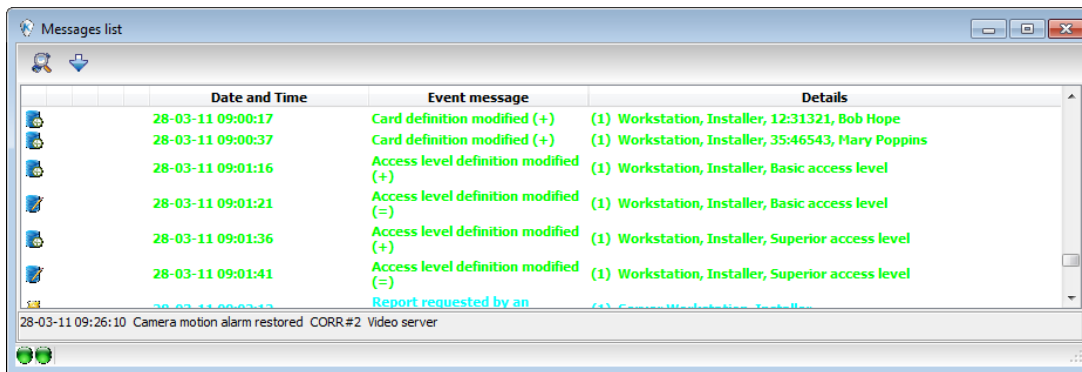 Messages list
Date and Time Event message Details
28-03-11 09:00:17 Card definition modified (+) (1) Workstation, Installer, 12:31321, Bob Hope
28-03-11 09:00:37 Card definition modified (+) (1) Workstation, Installer, 35:46543, Mary Poppins
28-03-11 09:01:16 Access level definition modified (+) (1) Workstation, Installer, Basic access level
28-03-11 09:01:21 Access level definition modified (=) (1) Workstation, Installer, Basic access level
28-03-11 09:01:36 Access level definition modified (+) (1) Workstation, Installer, Superior access level
28-03-11 09:01:41 Access level definition modified (=) (1) Workstation, Installer, Superior access level
Report requested by an (1) Server Workstation, Installer
28-03-11 09:26:10 Camera motion alarm restored CORR#2 Video server